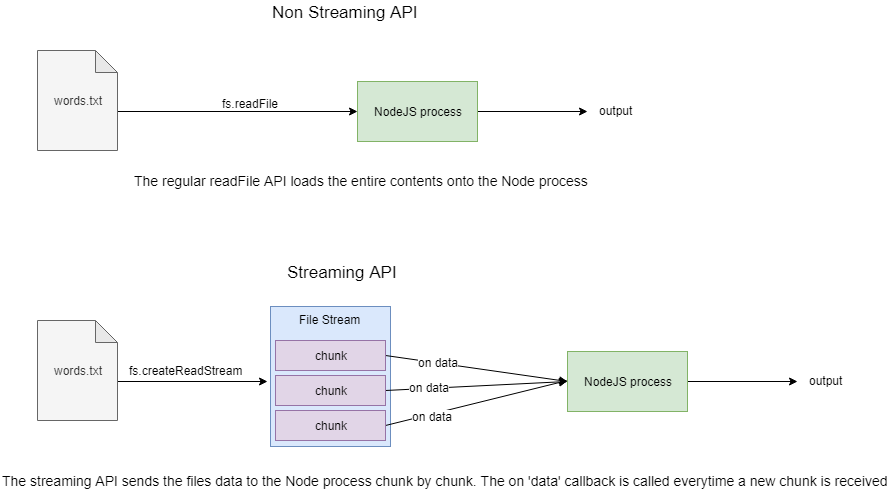 Non Streaming API
words.txt
fs.readFile
NodeJS process
output
The regular readFile API loads the entire contents onto the Node process
Streaming API
words.txt
fs.createReadStream
File Stream
chunk
chunk
chunk
on data
on data
on data
NodeJS process
output
The streaming API sends the files data to the Node process chunk by chunk. The on 'data' callback is called everytime a new chunk is received